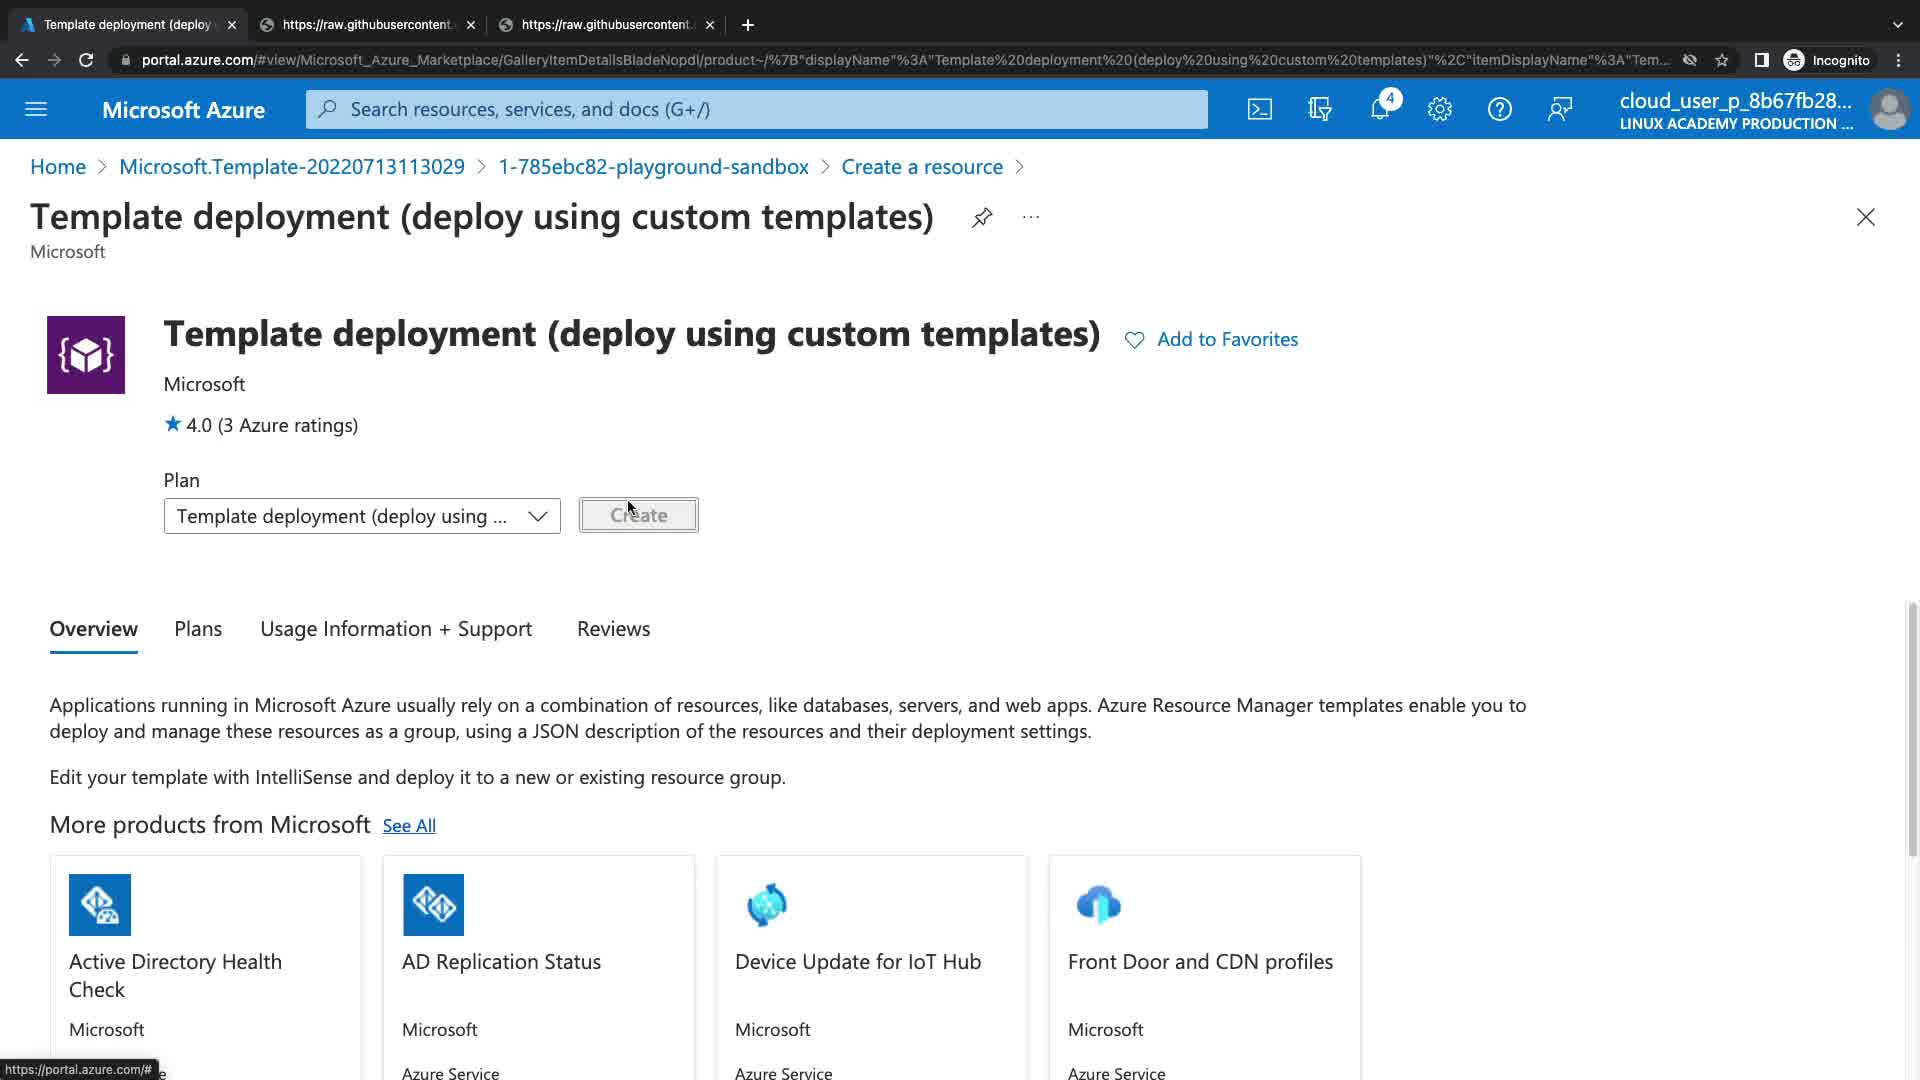 Template deployment (deploy
https://raw.githubusercontent.
https://raw.githubusercontent.
portal.azure.com/#view/Microsoft_Azure_Marketplace/GalleryItemDetailsBladeNopdl/product~/%7B"displayName"%3A"Template%20deployment%20(deploy%20using%20custom%20templates)"%2C"itemDisplayName"%3A"Tem...
Incognito
Microsoft Azure
Search resources, services, and docs (G+/)
4
cloud_user_p_8b67fb28...
LINUX ACADEMY PRODUCTION ...
Home > Microsoft.Template-20220713113029 > 1-785ebc82-playground-sandbox > Create a resource >
Template deployment (deploy using custom templates)
...
Microsoft
Template deployment (deploy using custom templates)
Add to Favorites
Microsoft
4.0 (3 Azure ratings)
Plan
Template deployment (deploy using ...
Create
Overview
Plans
Usage Information + Support
Reviews
Applications running in Microsoft Azure usually rely on a combination of resources, like databases, servers, and web apps. Azure Resource Manager templates enable you to
deploy and manage these resources as a group, using a JSON description of the resources and their deployment settings.
Edit your template with IntelliSense and deploy it to a new or existing resource group.
More products from Microsoft See All
Active Directory Health
Check
Microsoft
AD Replication Status
Microsoft
Azure Service
Device Update for IoT Hub
Microsoft
Azure Service
Front Door and CDN profiles
Microsoft
Azure Service
https://portal.azure.com/#